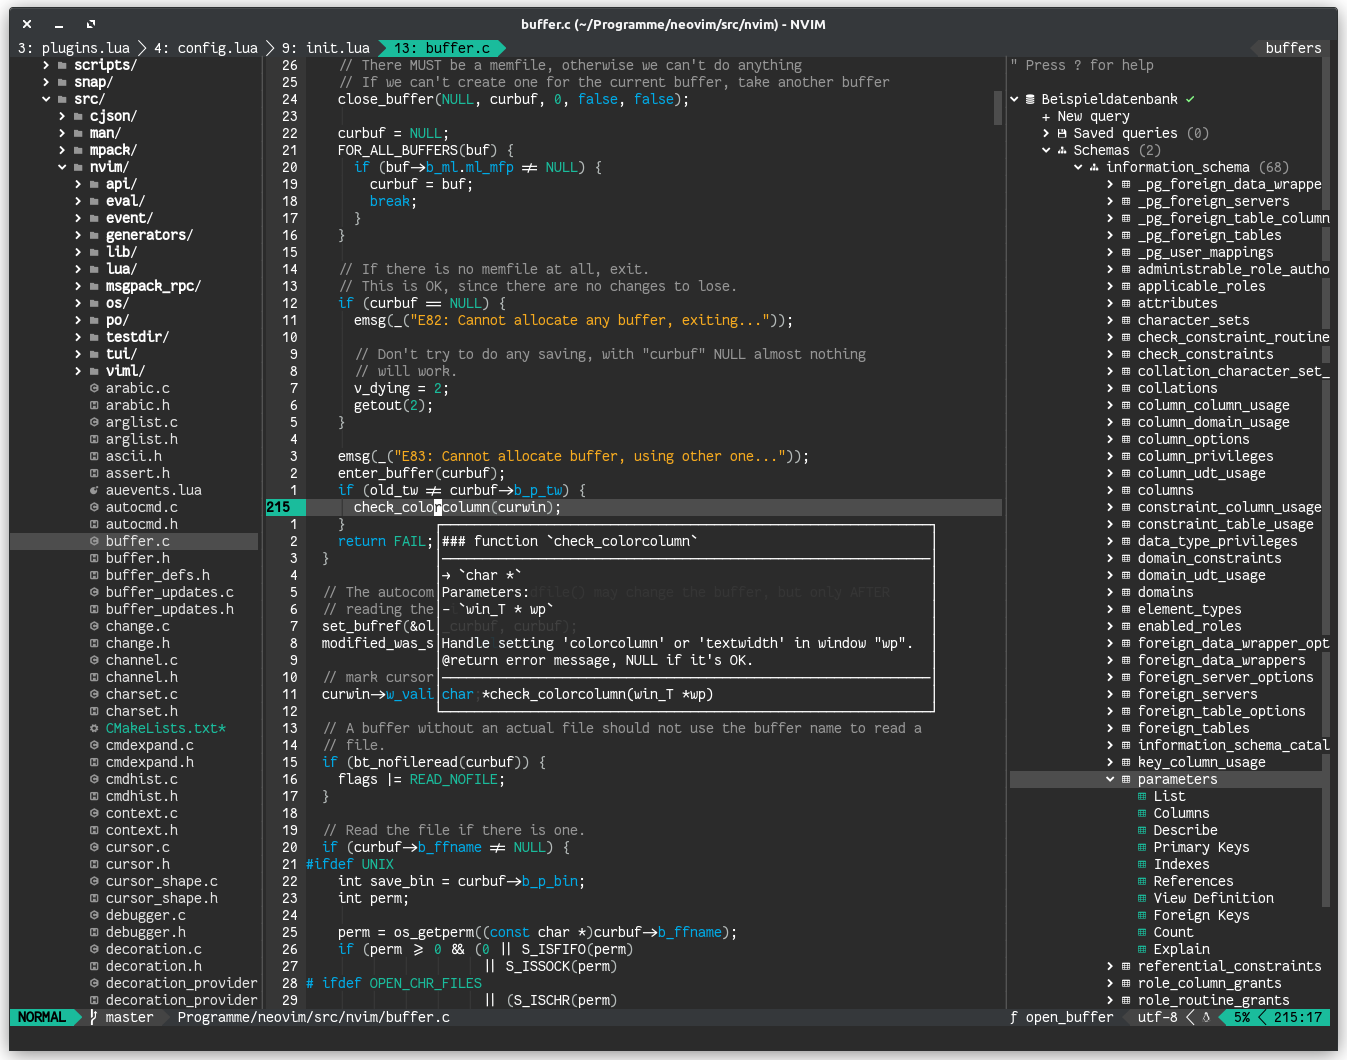 buffer.c (~/Programme/neovim/src/nvim) - NVIM
3: plugins.lua 4: config.lua 9: init.lua 13: buffer.c buffers
scripts/
snap/
src/
cjson/
man/
mpack/
nvim/
api/
eval/
event/
generators/
lib/
lua/
msgpack_rpc/
os/
po/
testdir/
tui/
viml/
arabic.c
arabic.h
arglist.c
arglist.h
ascii.h
assert.h
auevents.lua
autocmd.c
autocmd.h
buffer.c
buffer.h
buffer_defs.h
buffer_updates.c
buffer_updates.h
change.c
change.h
channel.c
channel.h
charset.c
charset.h
CMakeLists.txt*
cmdexpand.c
cmdexpand.h
cmdhist.c
cmdhist.h
context.c
context.h
cursor.c
cursor.h
cursor_shape.c
cursor_shape.h
debugger.c
debugger.h
decoration.c
decoration.h
decoration_provider
decoration_provider
26 // There MUST be a memfile, otherwise we can't do anything
25 // If we can't create one for the current buffer, take another buffer
24 close_buffer(NULL, curbuf, 0, false, false);
23
22 curbuf = NULL;
21 FOR_ALL_BUFFERS(buf) {
20 if (buf->b_ml.ml_mfp != NULL) {
19 curbuf = buf;
18 break;
17 }
16 }
15
14 // If there is no memfile at all, exit.
13 // This is OK, since there are no changes to lose.
12 if (curbuf == NULL) {
11 emsg(_("E82: Cannot allocate any buffer, exiting..."));
10
9 // Don't try to do any saving, with "curbuf" NULL almost nothing
8 // will work.
7 v_dying = 2;
6 getout(2);
5 }
4
3 emsg(_("E83: Cannot allocate buffer, using other one..."));
2 enter_buffer(curbuf);
1 if (old_tw != curbuf->b_p_tw) {
215 check_colorcolumn(curwin);
1 }
2 return FAIL;
3 }
4
5 // The autocom
6 // reading the
7 set_bufref(&ol
8 modified_was_s
9
10 // mark cursor
11 curwin->w_vali
12
13 // A buffer without an actual file should not use the buffer name to read a
14 // file.
15 if (bt_nofileread(curbuf)) {
16 flags |= READ_NOFILE;
17 }
18
19 // Read the file if there is one.
20 if (curbuf->b_ffname != NULL) {
21 #ifdef UNIX
22 int save_bin = curbuf->b_p_bin;
23 int perm;
24
25 perm = os_getperm((const char *)curbuf->b_ffname);
26 if (perm >= 0 && (0 || S_ISFIFO(perm)
27 || S_ISSOCK(perm)
28 # ifdef OPEN_CHR_FILES
29 || (S_ISCHR(perm)
### function `check_colorcolumn`
→ `char *`
Parameters:dfile() may change the buffer, but only AFTER
- `win_T * wp`
_curbuf, curbuf);
Handle setting 'colorcolumn' or 'textwidth' in window "wp".
@return error message, NULL if it's OK.
char *check_colorcolumn(win_T *wp)
" Press ? for help
Beispieldatenbank ✓
+ New query
Saved queries (0)
Schemas (2)
information_schema (68)
_pg_foreign_data_wrappe
_pg_foreign_servers
_pg_foreign_table_column
_pg_foreign_tables
_pg_user_mappings
administrable_role_autho
applicable_roles
attributes
character_sets
check_constraint_routine
check_constraints
collation_character_set_
collations
column_column_usage
column_domain_usage
column_options
column_privileges
column_udt_usage
columns
constraint_column_usage
constraint_table_usage
data_type_privileges
domain_constraints
domain_udt_usage
domains
element_types
enabled_roles
foreign_data_wrapper_opt
foreign_data_wrappers
foreign_server_options
foreign_servers
foreign_table_options
foreign_tables
information_schema_catal
key_column_usage
parameters
List
Columns
Describe
Primary Keys
Indexes
References
View Definition
Foreign Keys
Count
Explain
referential_constraints
role_column_grants
role_routine_grants
NORMAL master Programme/neovim/src/nvim/buffer.c ƒ open_buffer utf-8 5% 215:17